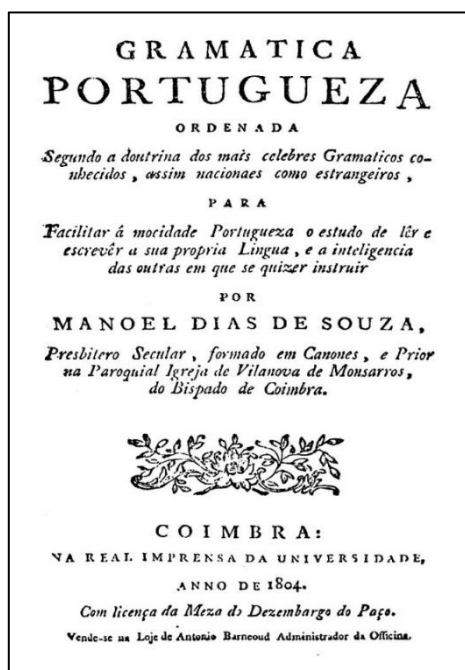 GRAMATICA
PORTUGUEZA
ORDENADA
Segundo a doutrina dos mais celebres Gramaticos co-
nhecidos, assim nacionaes como estrangeiros,
PARA
Facilitar á mocidade Portugueza o estudo de lêr e
escrevêr a sua propria Lingua, e a inteligencia
das outras em que se quizer instruir
POR
MANOEL DIAS DE SOUZA,
Presbitero Secular, formado em Canones, e Prior
na Paroquial Igreja de Vilanova de Monsarros,
do Bispado de Coimbra.
COIMBRA:
NA REAL IMPRENSA DA UNIVERSIDADE,
ANNO DE 1804.
Com licença da Meza do Dezembargo do Paço.
Vende-se na Loje de Antonio Barneoud Administrador da Officina.